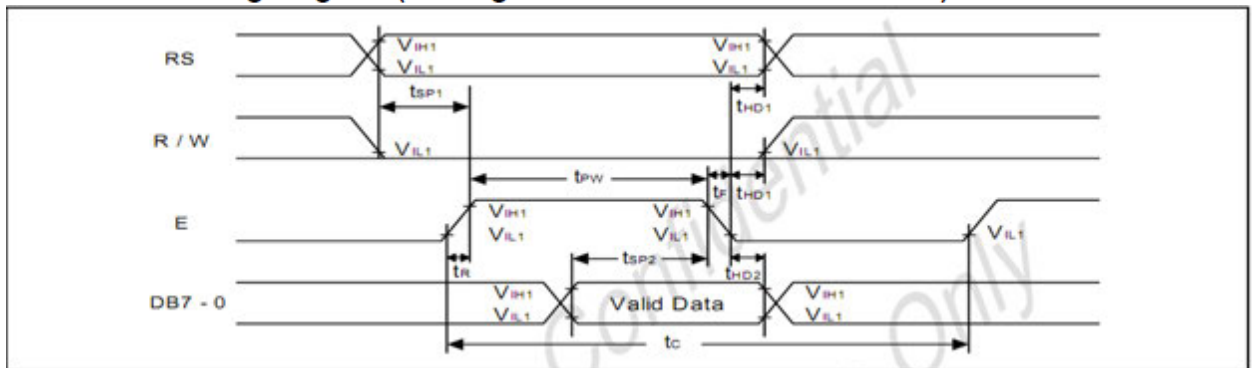 RS
VIH1 VIH1
VIL1 VIL1
tSP1 tHD1
R / W
VIL1 VIL1
tPW tF tHD1
E
VIH1 VIH1
VIL1 VIL1 VIL1
tR tSP2 tHD2
DB7 - 0
VIH1 Valid Data VIH1
VIL1 VIL1
tC
Confidential
Only